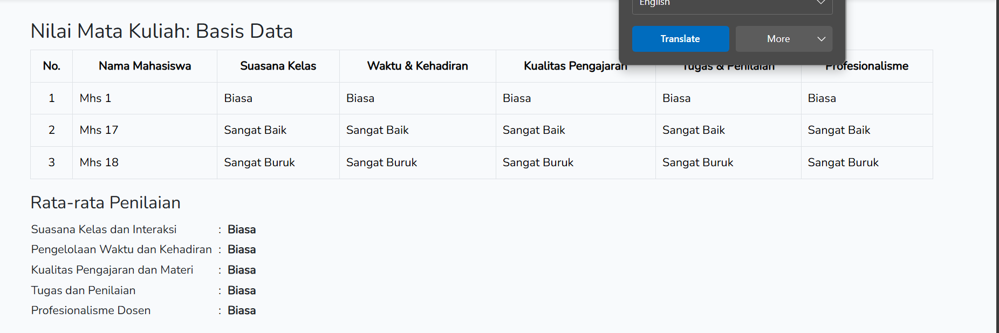 English
Translate More
Nilai Mata Kuliah: Basis Data
No. Nama Mahasiswa Suasana Kelas Waktu & Kehadiran Kualitas Pengajaran Tugas & Penilaian Profesionalisme
1 Mhs 1 Biasa Biasa Biasa Biasa Biasa
2 Mhs 17 Sangat Baik Sangat Baik Sangat Baik Sangat Baik Sangat Baik
3 Mhs 18 Sangat Buruk Sangat Buruk Sangat Buruk Sangat Buruk Sangat Buruk
Rata-rata Penilaian
Suasana Kelas dan Interaksi : Biasa
Pengelolaan Waktu dan Kehadiran : Biasa
Kualitas Pengajaran dan Materi : Biasa
Tugas dan Penilaian : Biasa
Profesionalisme Dosen : Biasa